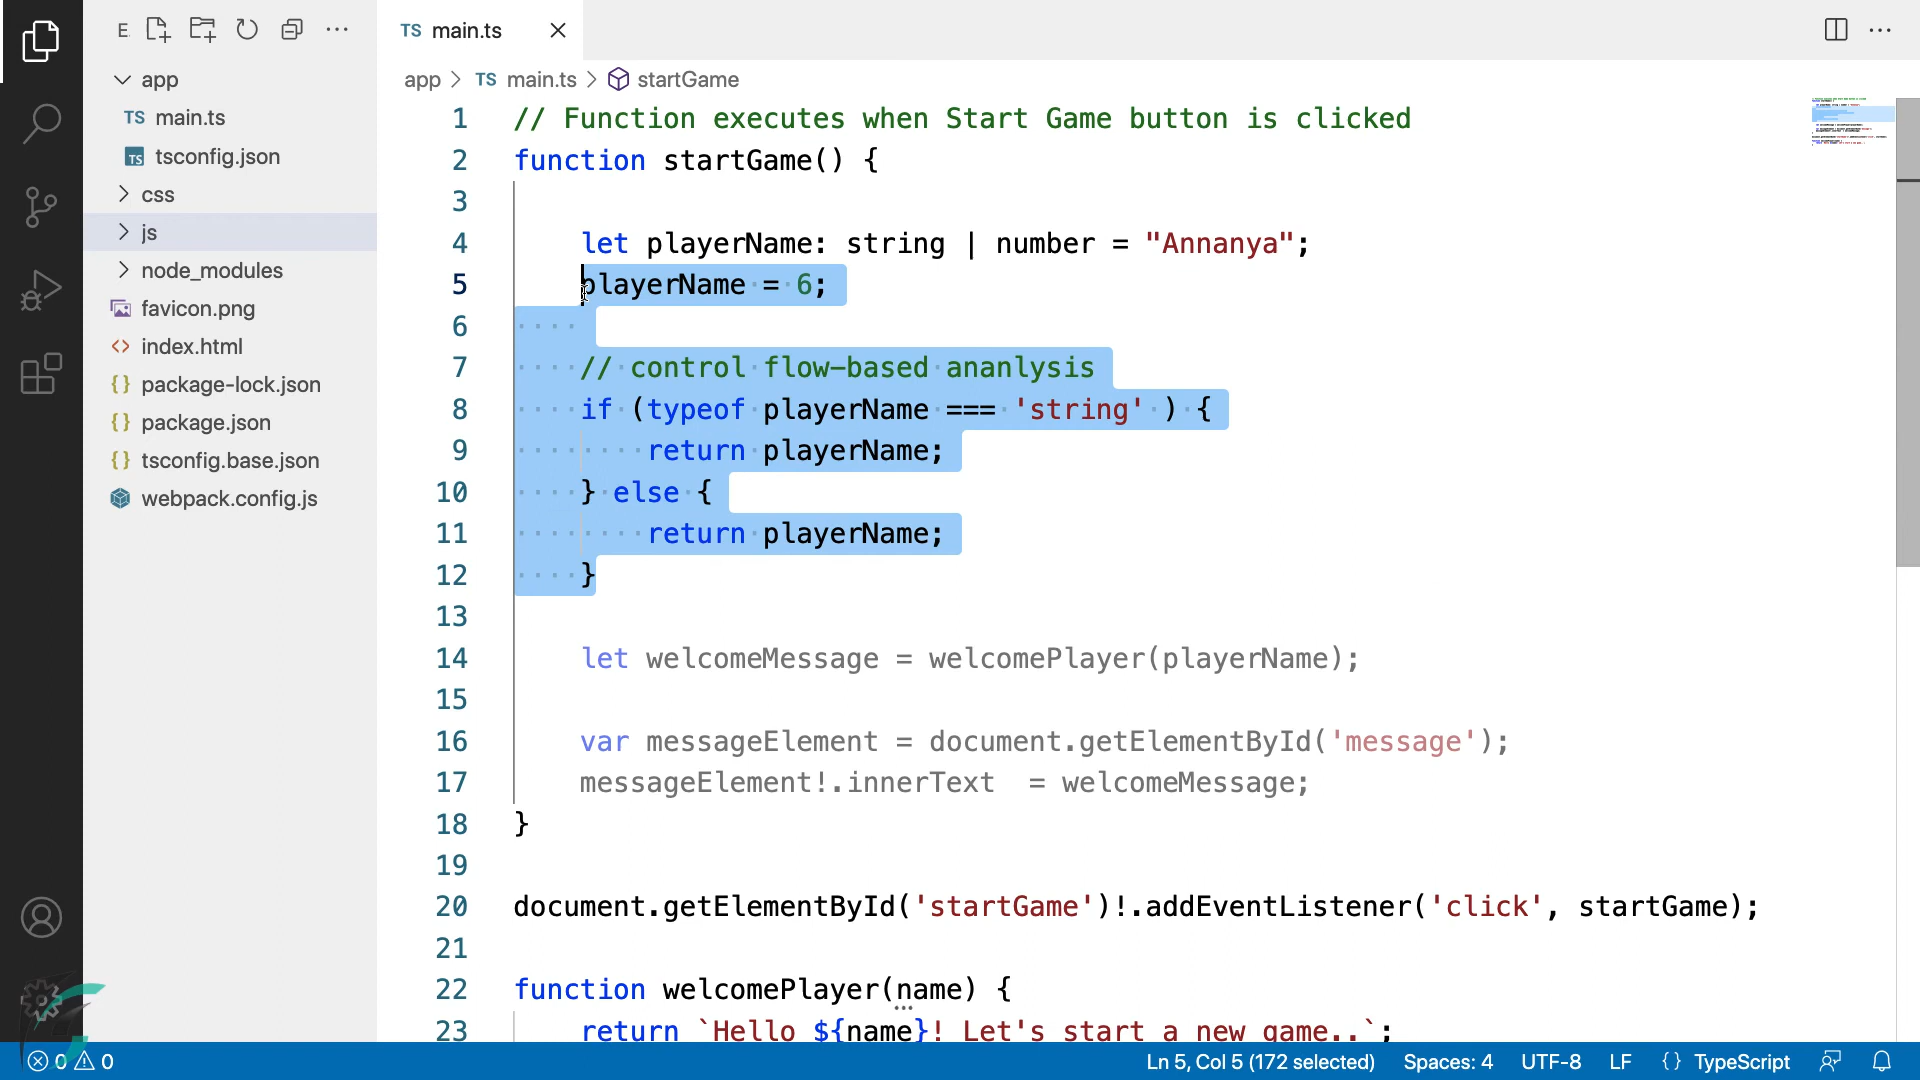 E
TS main.ts
app > TS main.ts > startGame
app
TS main.ts
TS tsconfig.json
css
js
node_modules
favicon.png
<> index.html
{} package-lock.json
{} package.json
{} tsconfig.base.json
webpack.config.js
1 // Function executes when Start Game button is clicked
2 function startGame() {
3
4 let playerName: string | number = "Annanya";
5 playerName = 6;
6
7 // control flow-based ananlysis
8 if (typeof playerName === 'string' ) {
9 return playerName;
10 } else {
11 return playerName;
12 }
13
14 let welcomeMessage = welcomePlayer(playerName);
15
16 var messageElement = document.getElementById('message');
17 messageElement!.innerText  = welcomeMessage;
18 }
19
20 document.getElementById('startGame')!.addEventListener('click', startGame);
21
22 function welcomePlayer(name) {
23 return `Hello ${name}! Let's start a new game..`;
0 0 Ln 5, Col 5 (172 selected) Spaces: 4 UTF-8 LF {} TypeScript